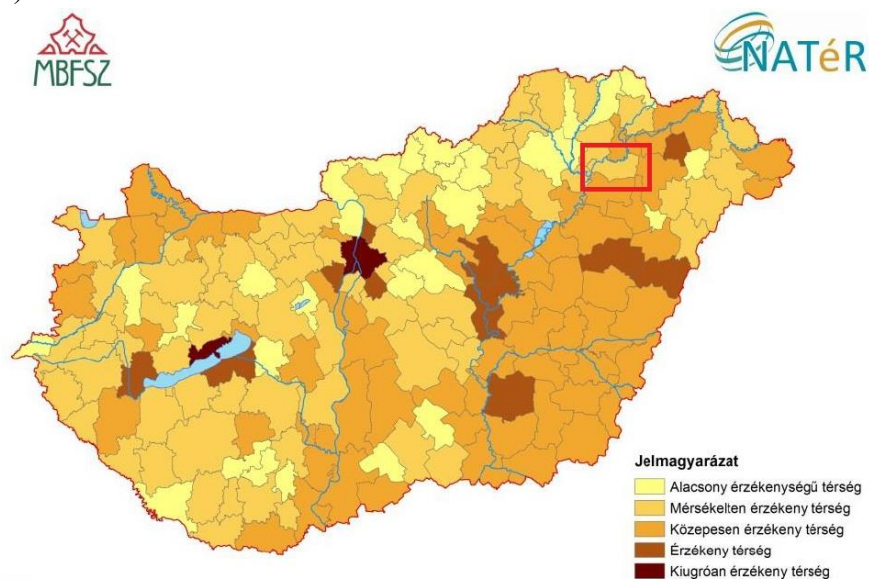 MBFSZ
NATéR
Jelmagyarázat
Alacsony érzékenységű térség
Mérsékelten érzékeny térség
Közepesen érzékeny térség
Érzékeny térség
Kiugróan érzékeny térség